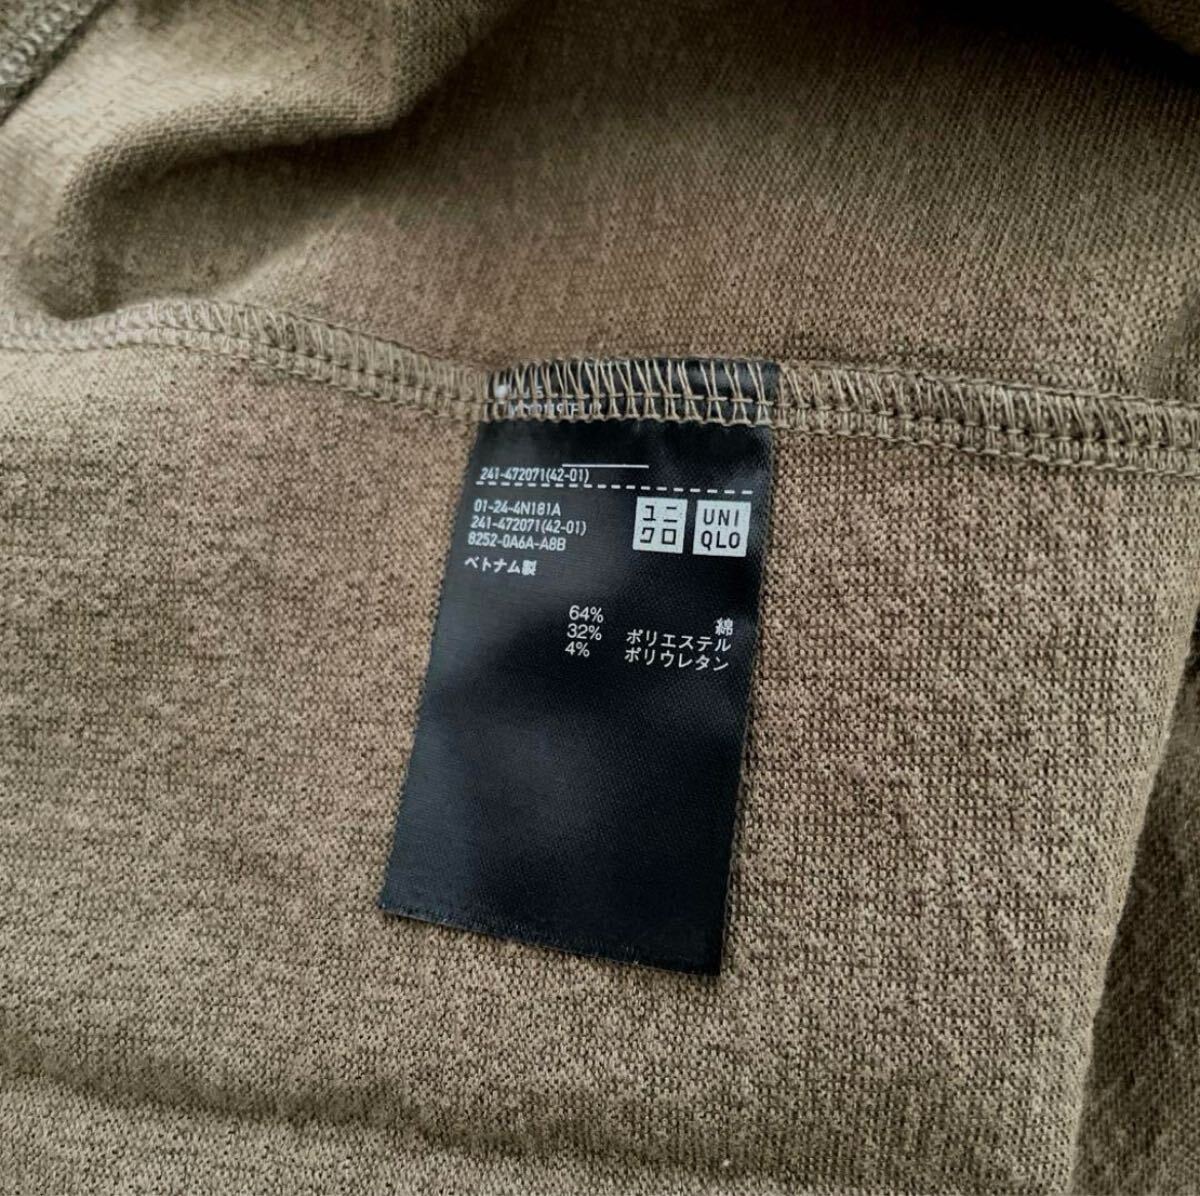 241-472071(42-01)
01-24-4N181A
241-472071(42-01)
8252-0A6A-A8B
ベトナム製
ユニ
クロ
UNI
QLO
64% 綿
32% ポリエステル
4% ポリウレタン